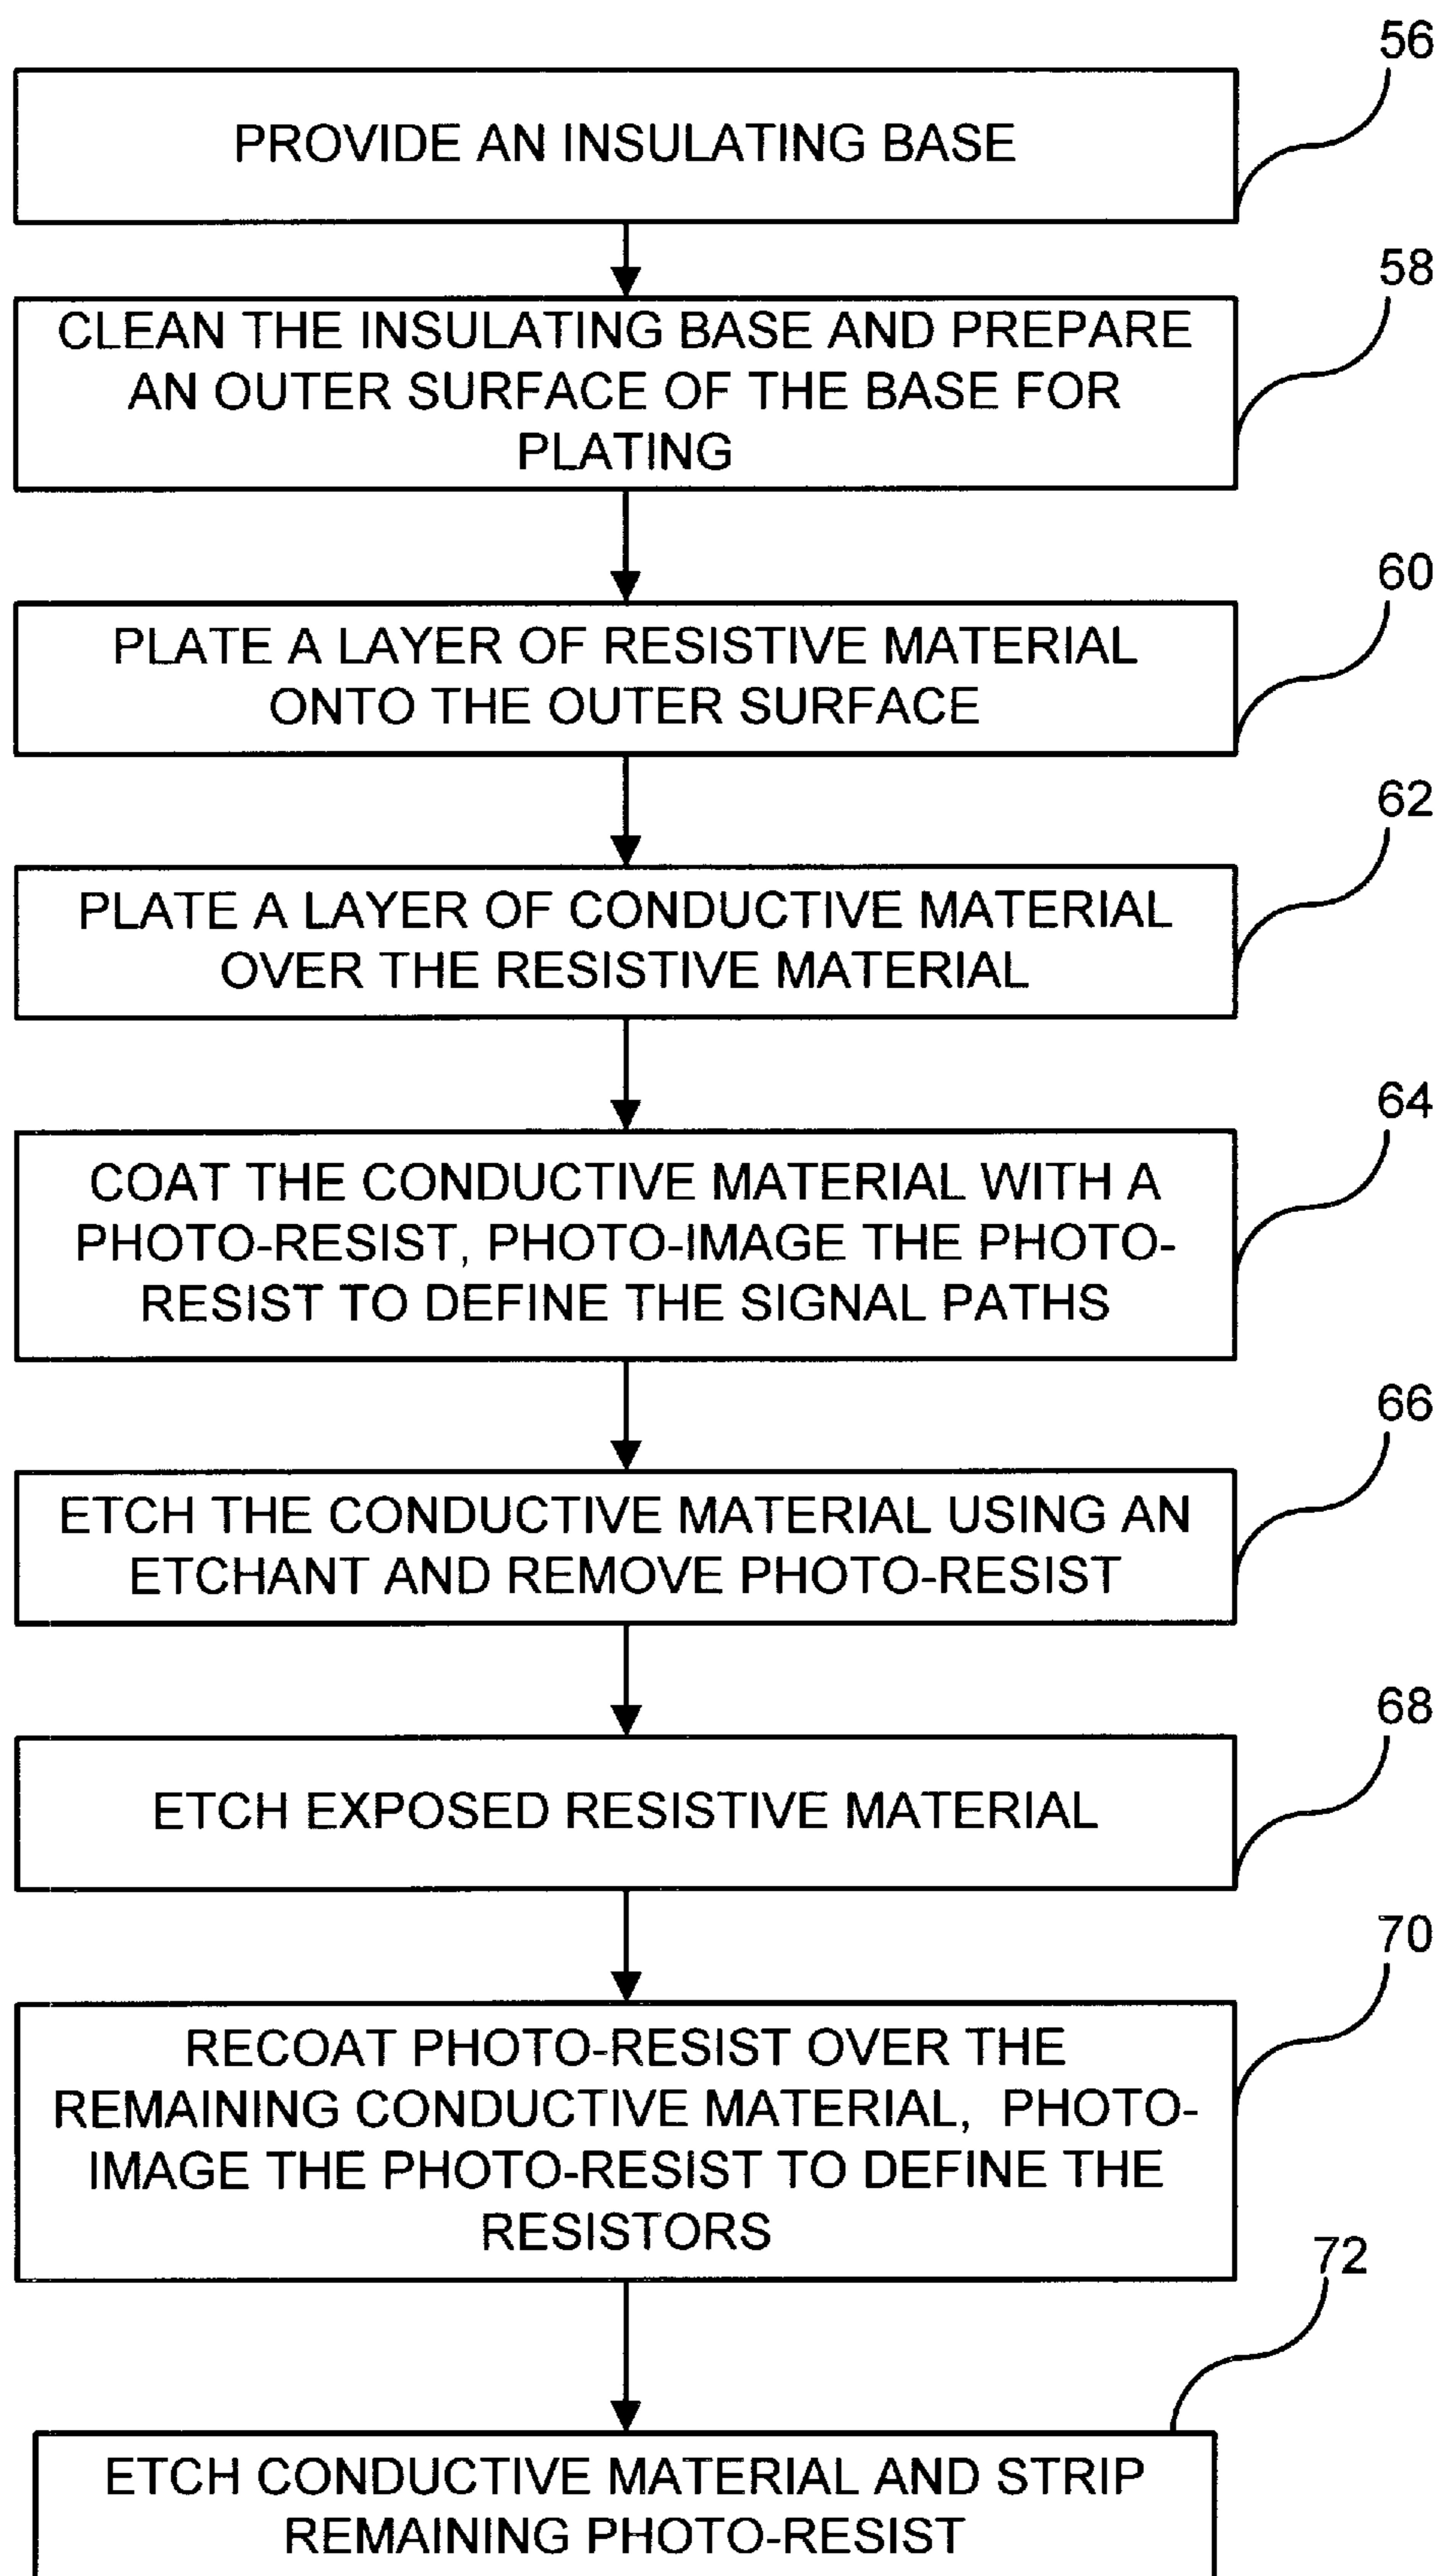 56
PROVIDE AN INSULATING BASE
58
CLEAN THE INSULATING BASE AND PREPARE
AN OUTER SURFACE OF THE BASE FOR
PLATING
60
PLATE A LAYER OF RESISTIVE MATERIAL
ONTO THE OUTER SURFACE
62
PLATE A LAYER OF CONDUCTIVE MATERIAL
OVER THE RESISTIVE MATERIAL
64
COAT THE CONDUCTIVE MATERIAL WITH A
PHOTO-RESIST, PHOTO-IMAGE THE PHOTO-
RESIST TO DEFINE THE SIGNAL PATHS
66
ETCH THE CONDUCTIVE MATERIAL USING AN
ETCHANT AND REMOVE PHOTO-RESIST
68
ETCH EXPOSED RESISTIVE MATERIAL
70
RECOAT PHOTO-RESIST OVER THE
REMAINING CONDUCTIVE MATERIAL, PHOTO-
IMAGE THE PHOTO-RESIST TO DEFINE THE
RESISTORS
72
ETCH CONDUCTIVE MATERIAL AND STRIP
REMAINING PHOTO-RESIST